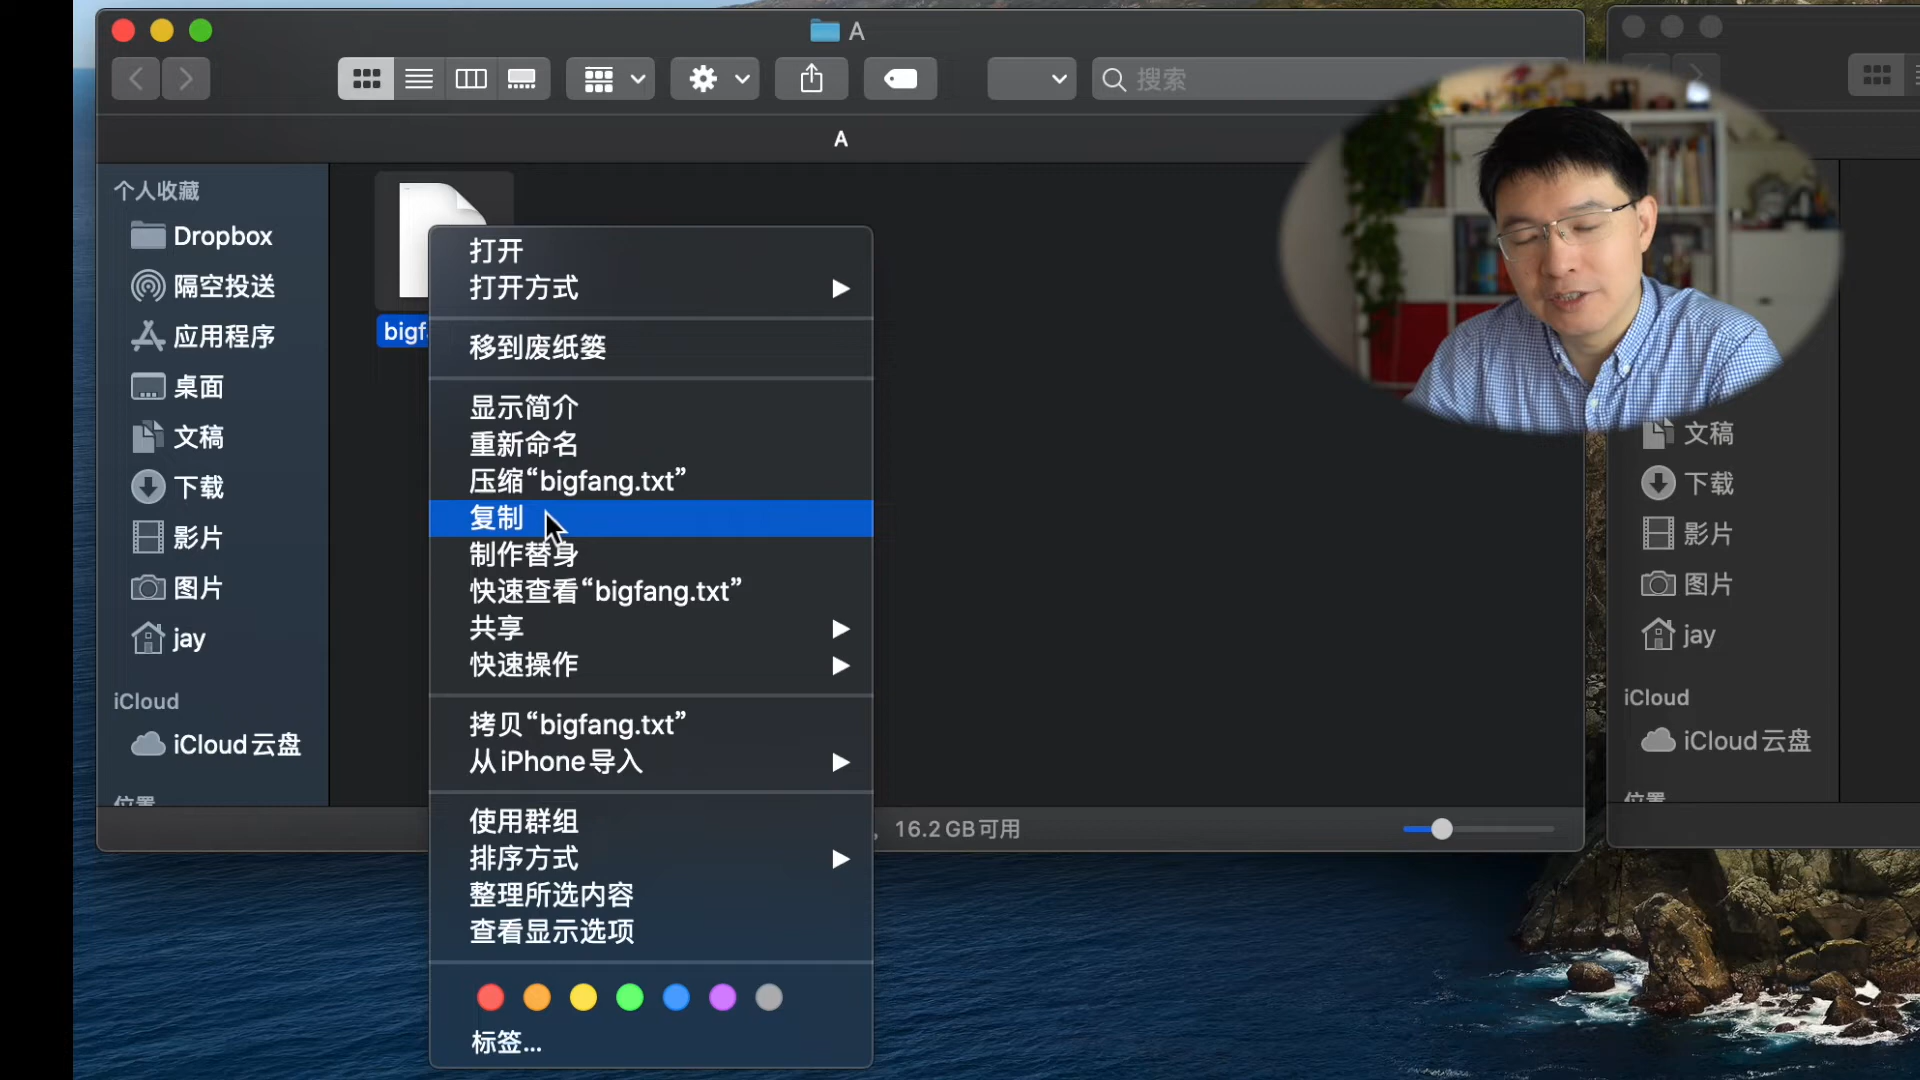 A
搜索
A
个人收藏
Dropbox
隔空投送
应用程序
桌面
文稿
下载
影片
图片
jay
iCloud
iCloud云盘
位置
bigf
打开
打开方式
移到废纸篓
显示简介
重新命名
压缩“bigfang.txt”
复制
制作替身
快速查看“bigfang.txt”
共享
快速操作
拷贝“bigfang.txt”
从iPhone导入
使用群组
排序方式
整理所选内容
查看显示选项
标签...
, 16.2 GB可用
文稿
下载
影片
图片
jay
iCloud
iCloud云盘
位置